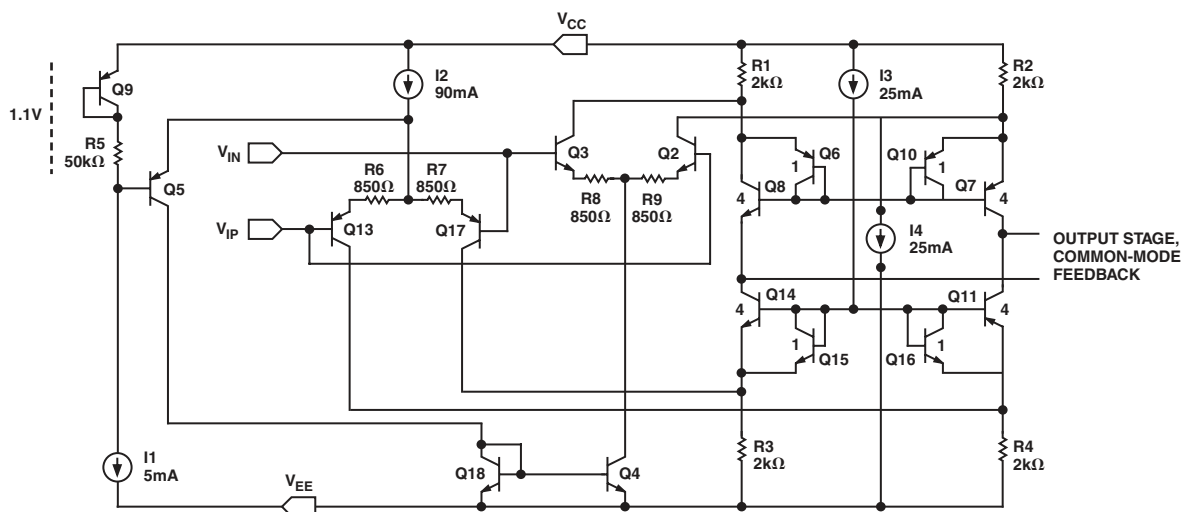 VCC
R1
2kΩ
R2
2kΩ
I2
90mA
I3
25mA
Q9
1.1V
R5
50kΩ
VIN
Q3
Q2
Q6
1
Q10
1
Q5
R6
850Ω
R7
850Ω
Q8
4
Q7
4
R8
850Ω
R9
850Ω
VIP
Q13
Q17
I4
25mA
OUTPUT STAGE,
COMMON-MODE
FEEDBACK
Q14
4
Q11
4
1
Q15
1
Q16
I1
5mA
Q18
Q4
R3
2kΩ
R4
2kΩ
VEE